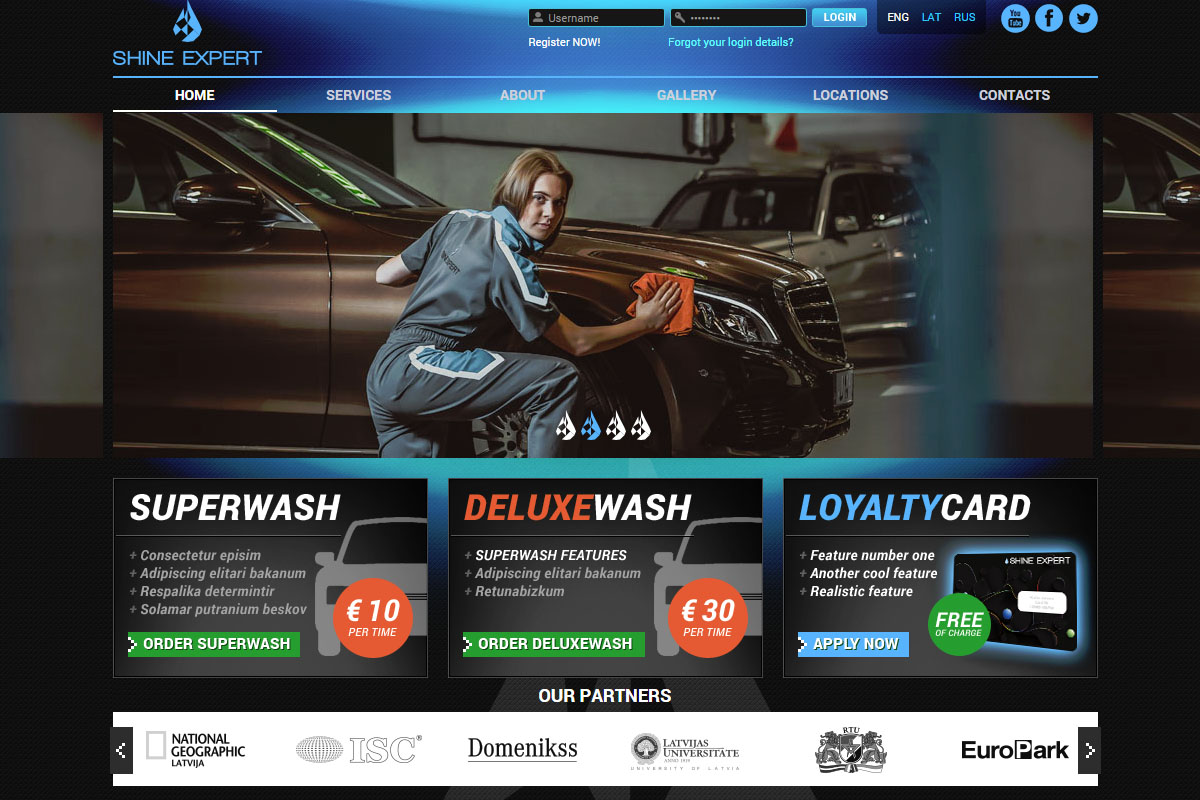 SHINE EXPERT
Username
LOGIN
ENG LAT RUS
You
Tube
Register NOW!
Forgot your login details?
HOME SERVICES ABOUT GALLERY LOCATIONS CONTACTS
EXPERT
SUPERWASH
+ Consectetur episim
+ Adipiscing elitari bakanum
+ Respalika determintir
+ Solamar putranium beskov
€ 10
PER TIME
ORDER SUPERWASH
DELUXEWASH
+ SUPERWASH FEATURES
+ Adipiscing elitari bakanum
+ Retunabizkum
€ 30
PER TIME
ORDER DELUXEWASH
LOYALTYCARD
+ Feature number one
+ Another cool feature
+ Realistic feature
SHINE EXPERT
FREE
OF CHARGE
APPLY NOW
OUR PARTNERS
NATIONAL
GEOGRAPHIC
LATVIJA
ISC®
Domenikss
LATVIJAS
UNIVERSITATE
ANNO 1919
UNIVERSITY OF LATVIA
RTU
EuroPark